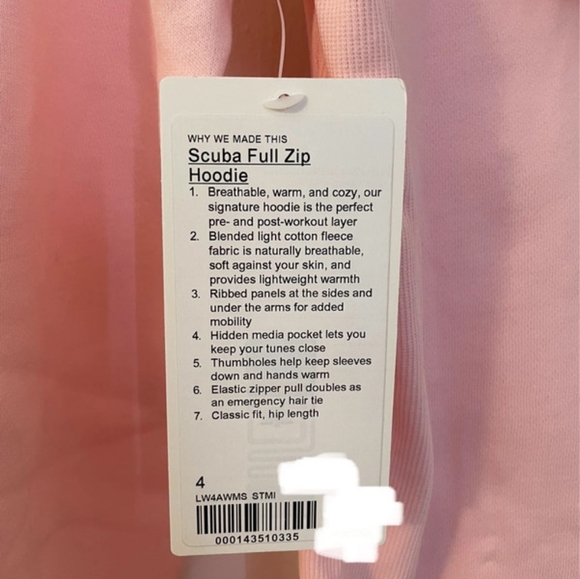 WHY WE MADE THIS
Scuba Full Zip
Hoodie
1. Breathable, warm, and cozy, our
signature hoodie is the perfect
pre- and post-workout layer
2. Blended light cotton fleece
fabric is naturally breathable,
soft against your skin, and
provides lightweight warmth
3. Ribbed panels at the sides and
under the arms for added
mobility
4. Hidden media pocket lets you
keep your tunes close
5. Thumbholes help keep sleeves
down and hands warm
6. Elastic zipper pull doubles as
an emergency hair tie
7. Classic fit, hip length
4
LW4AWMS STMI
000143510335